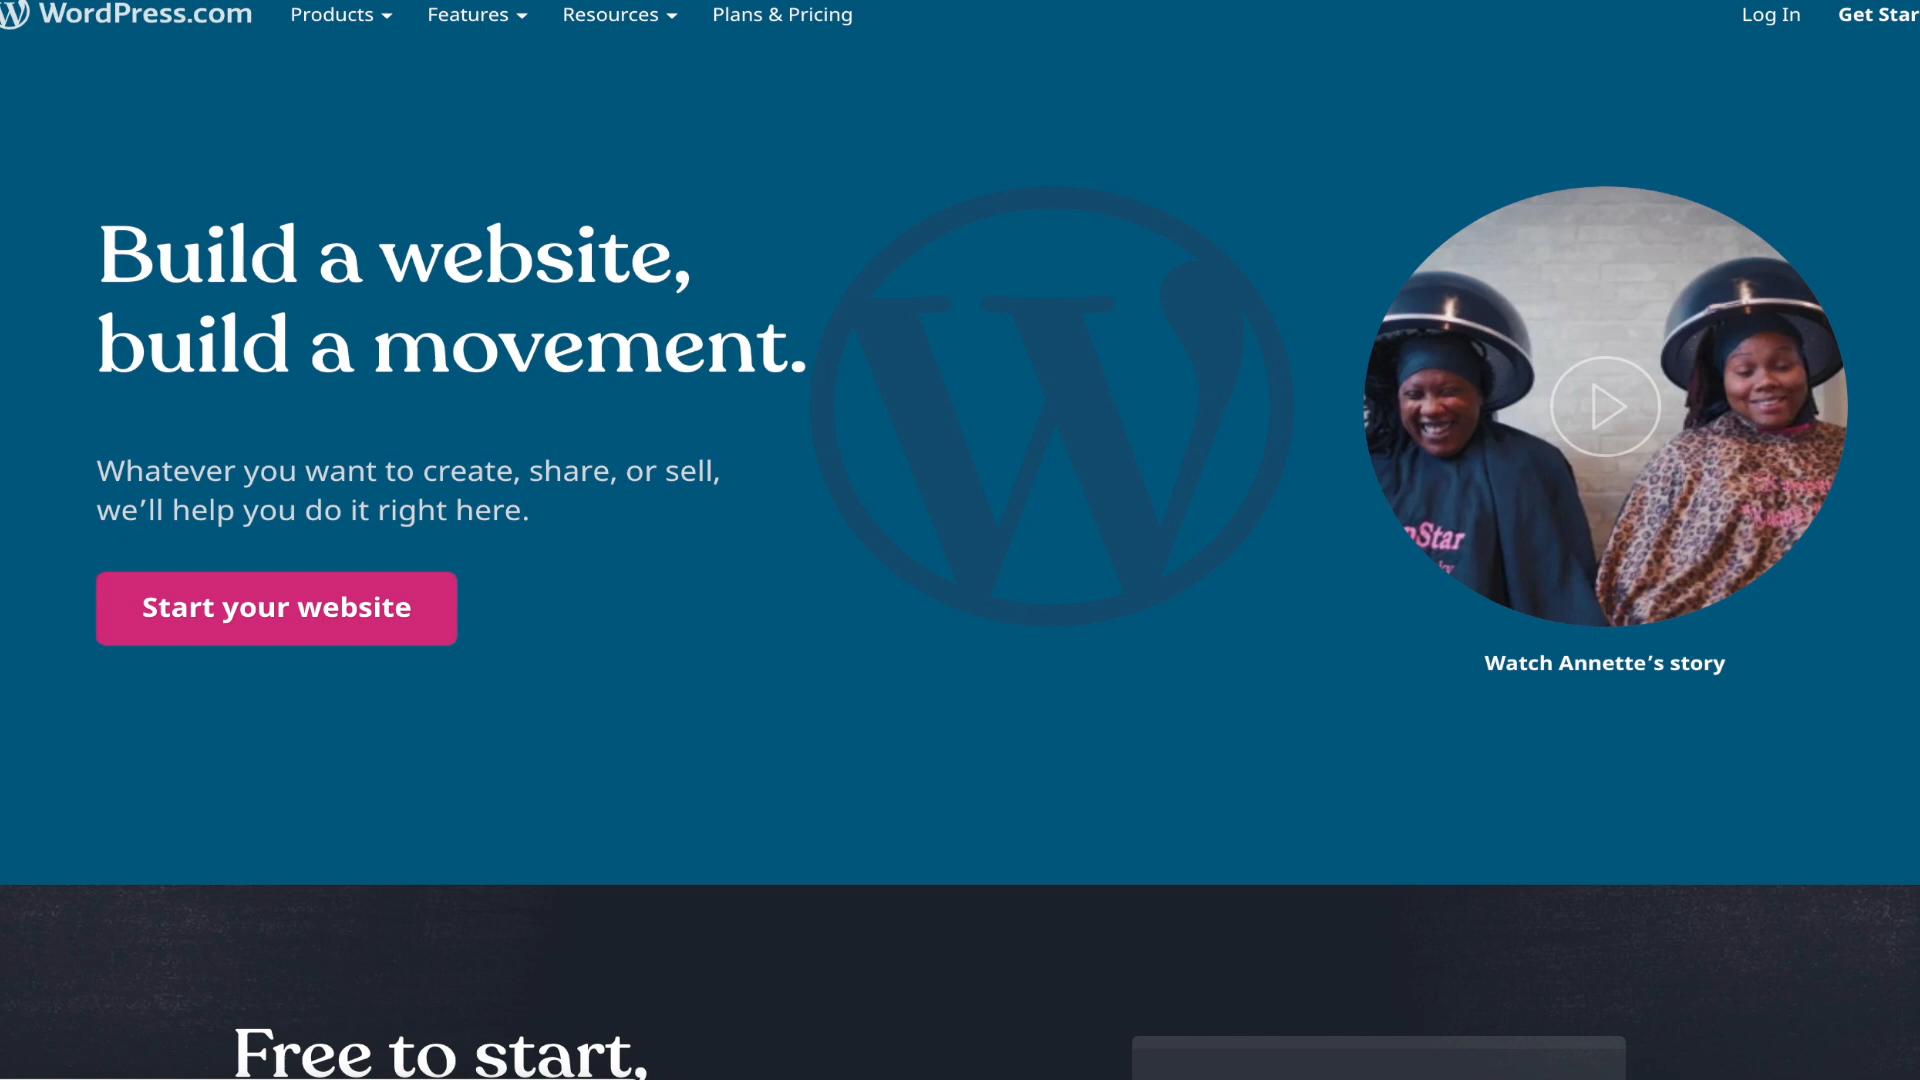 WordPress.com Products Features Resources Plans & Pricing Log In Get Star
Build a website,
build a movement.
Whatever you want to create, share, or sell,
we’ll help you do it right here.
Start your website
Star
Watch Annette’s story
Free to start,